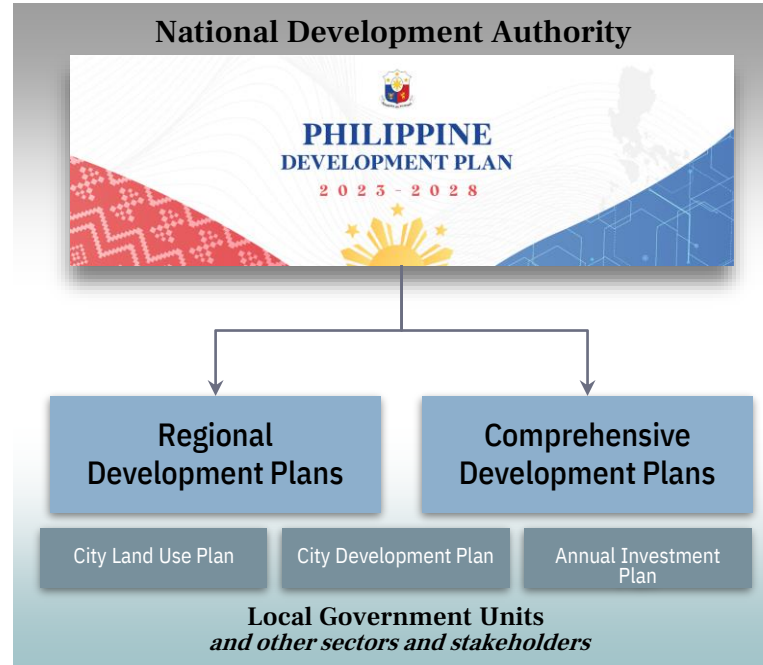 National Development Authority
PHILIPPINE
DEVELOPMENT PLAN
2023-2028
Regional
Development Plans
Comprehensive
Development Plans
City Land Use Plan
City Development Plan
Annual Investment
Plan
Local Government Units
and other sectors and stakeholders